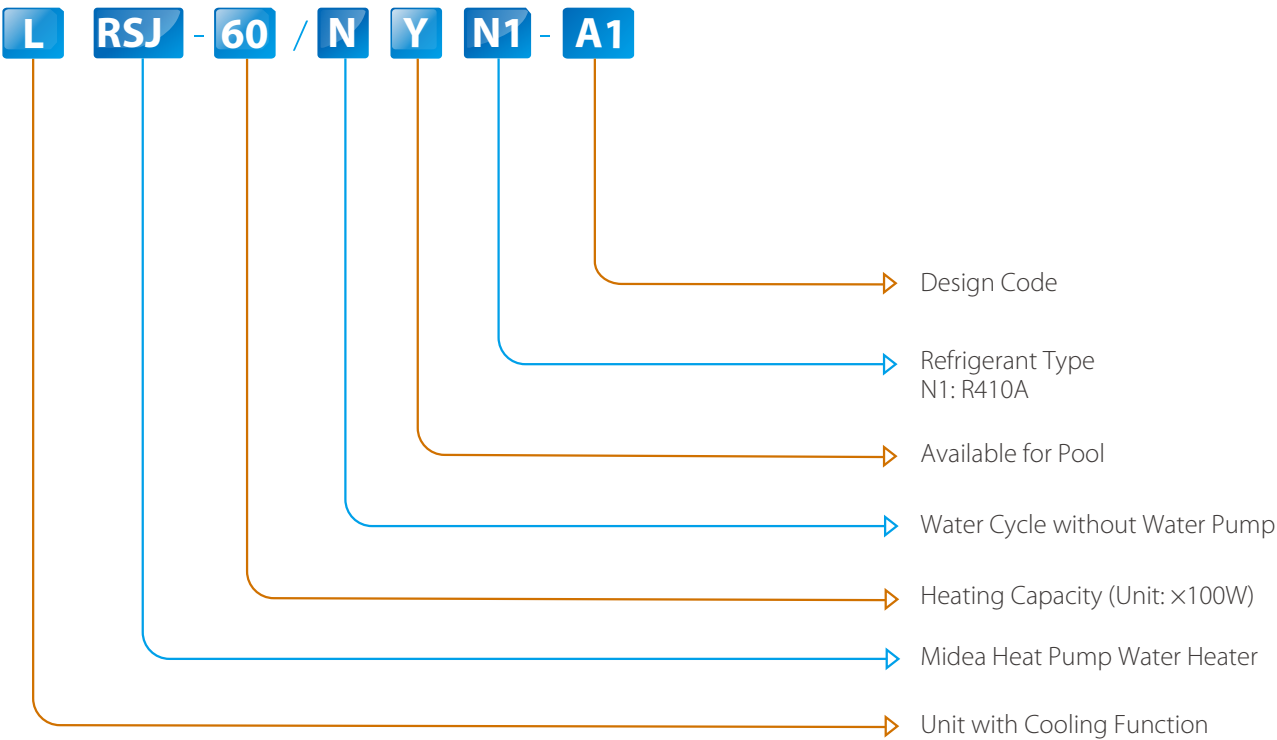 L RSJ - 60 / N Y N1 - A1
Design Code
Refrigerant Type
N1: R410A
Available for Pool
Water Cycle without Water Pump
Heating Capacity (Unit: ×100W)
Midea Heat Pump Water Heater
Unit with Cooling Function